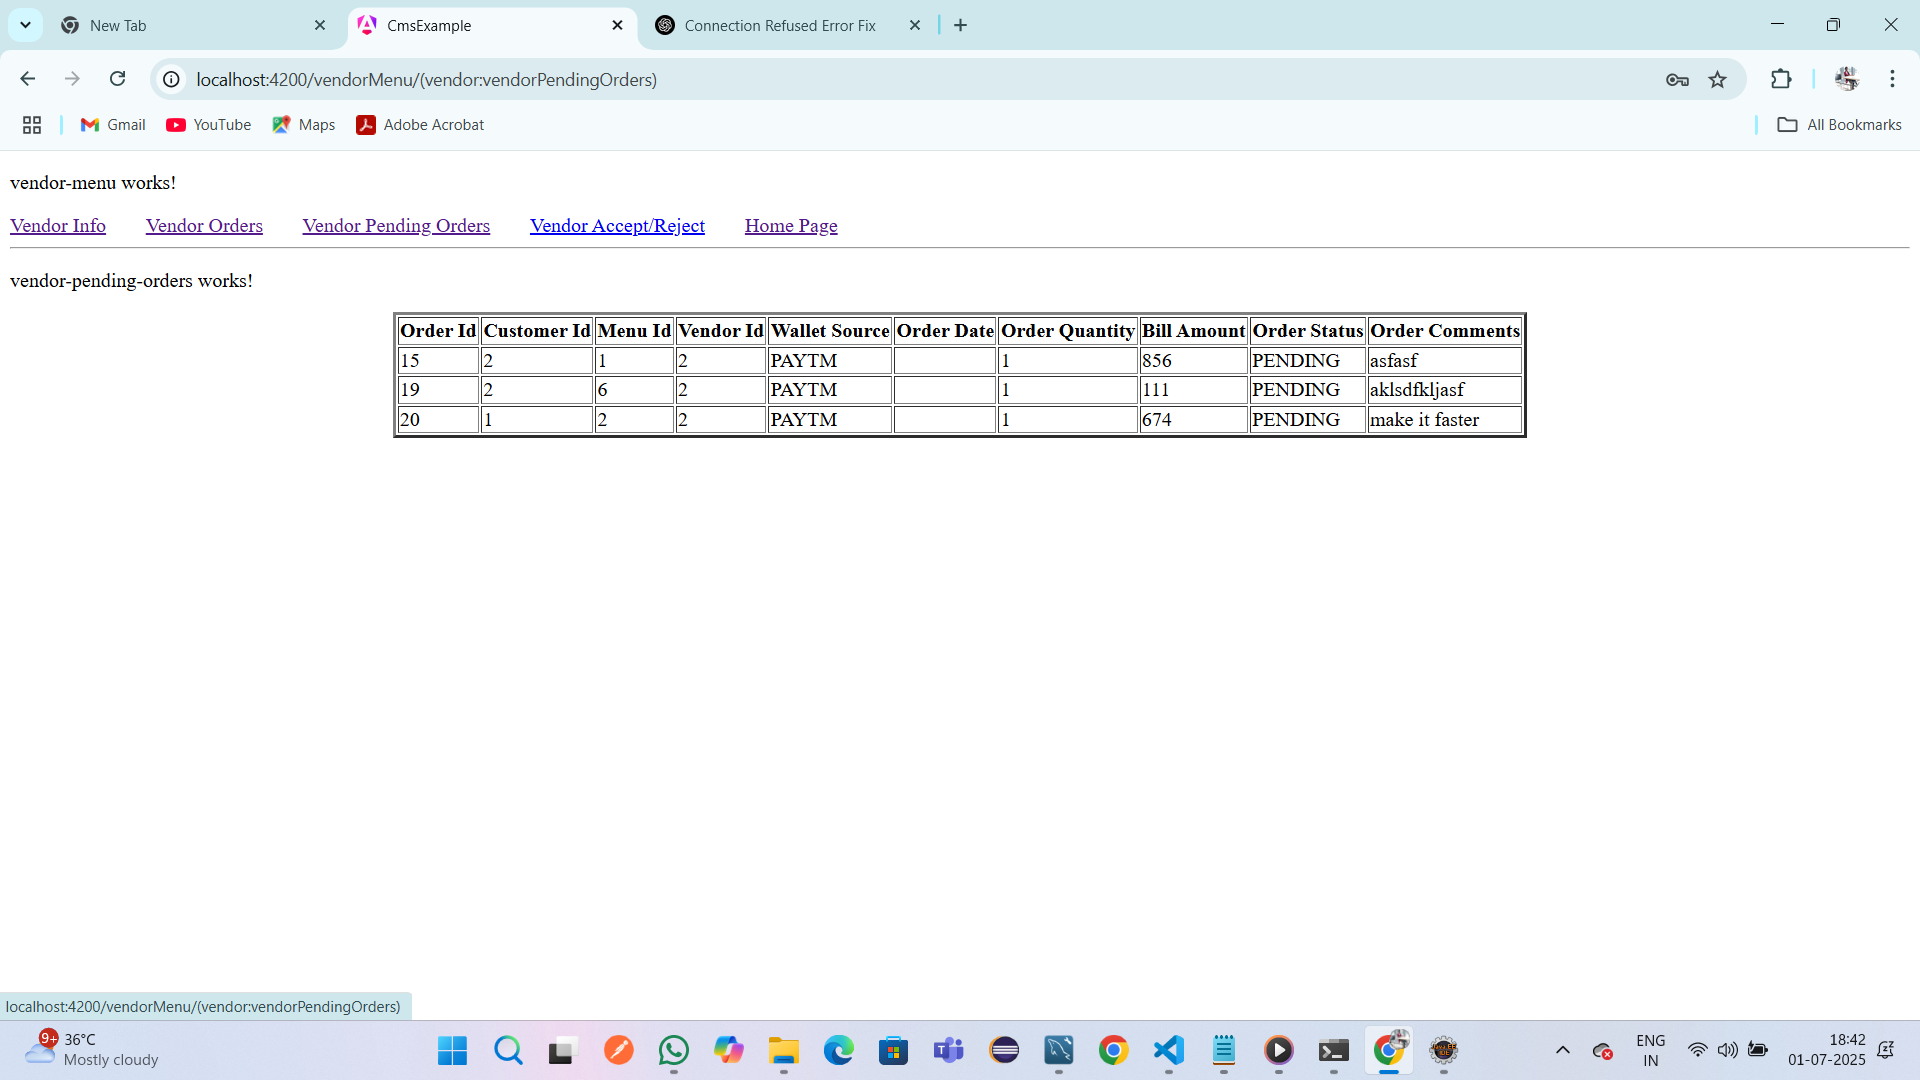 New Tab
CmsExample
Connection Refused Error Fix
localhost:4200/vendorMenu/(vendor:vendorPendingOrders)
Gmail YouTube Maps Adobe Acrobat All Bookmarks
vendor-menu works!
Vendor Info Vendor Orders Vendor Pending Orders Vendor Accept/Reject Home Page
vendor-pending-orders works!
Order Id Customer Id Menu Id Vendor Id Wallet Source Order Date Order Quantity Bill Amount Order Status Order Comments
15 2 1 2 PAYTM 1 856 PENDING asfasf
19 2 6 2 PAYTM 1 111 PENDING aklsdfkljasf
20 1 2 2 PAYTM 1 674 PENDING make it faster
localhost:4200/vendorMenu/(vendor:vendorPendingOrders)
9+ 36°C
Mostly cloudy
ENG
IN
18:42
01-07-2025